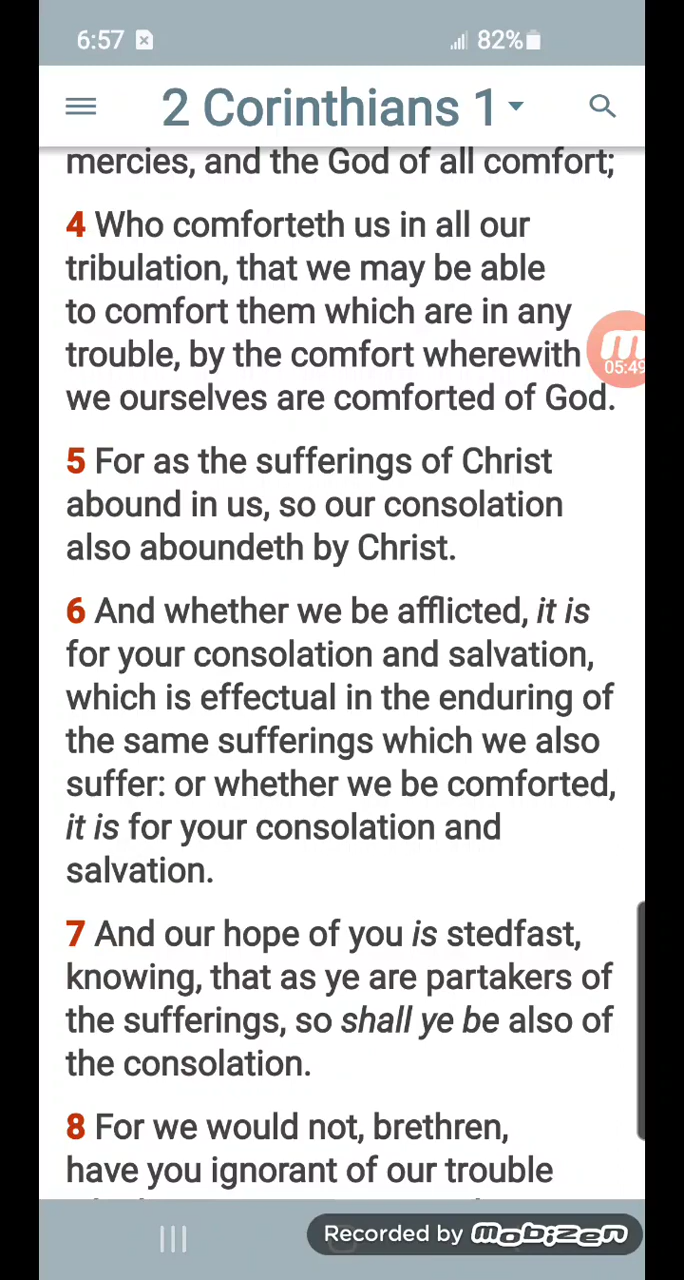 6:57 82%
2 Corinthians 1
mercies, and the God of all comfort;
4 Who comforteth us in all our
tribulation, that we may be able
to comfort them which are in any
trouble, by the comfort wherewith
we ourselves are comforted of God.
m
05:49
5 For as the sufferings of Christ
abound in us, so our consolation
also aboundeth by Christ.
6 And whether we be afflicted, it is
for your consolation and salvation,
which is effectual in the enduring of
the same sufferings which we also
suffer: or whether we be comforted,
it is for your consolation and
salvation.
7 And our hope of you is stedfast,
knowing, that as ye are partakers of
the sufferings, so shall ye be also of
the consolation.
8 For we would not, brethren,
have you ignorant of our trouble
Recorded by mobizen